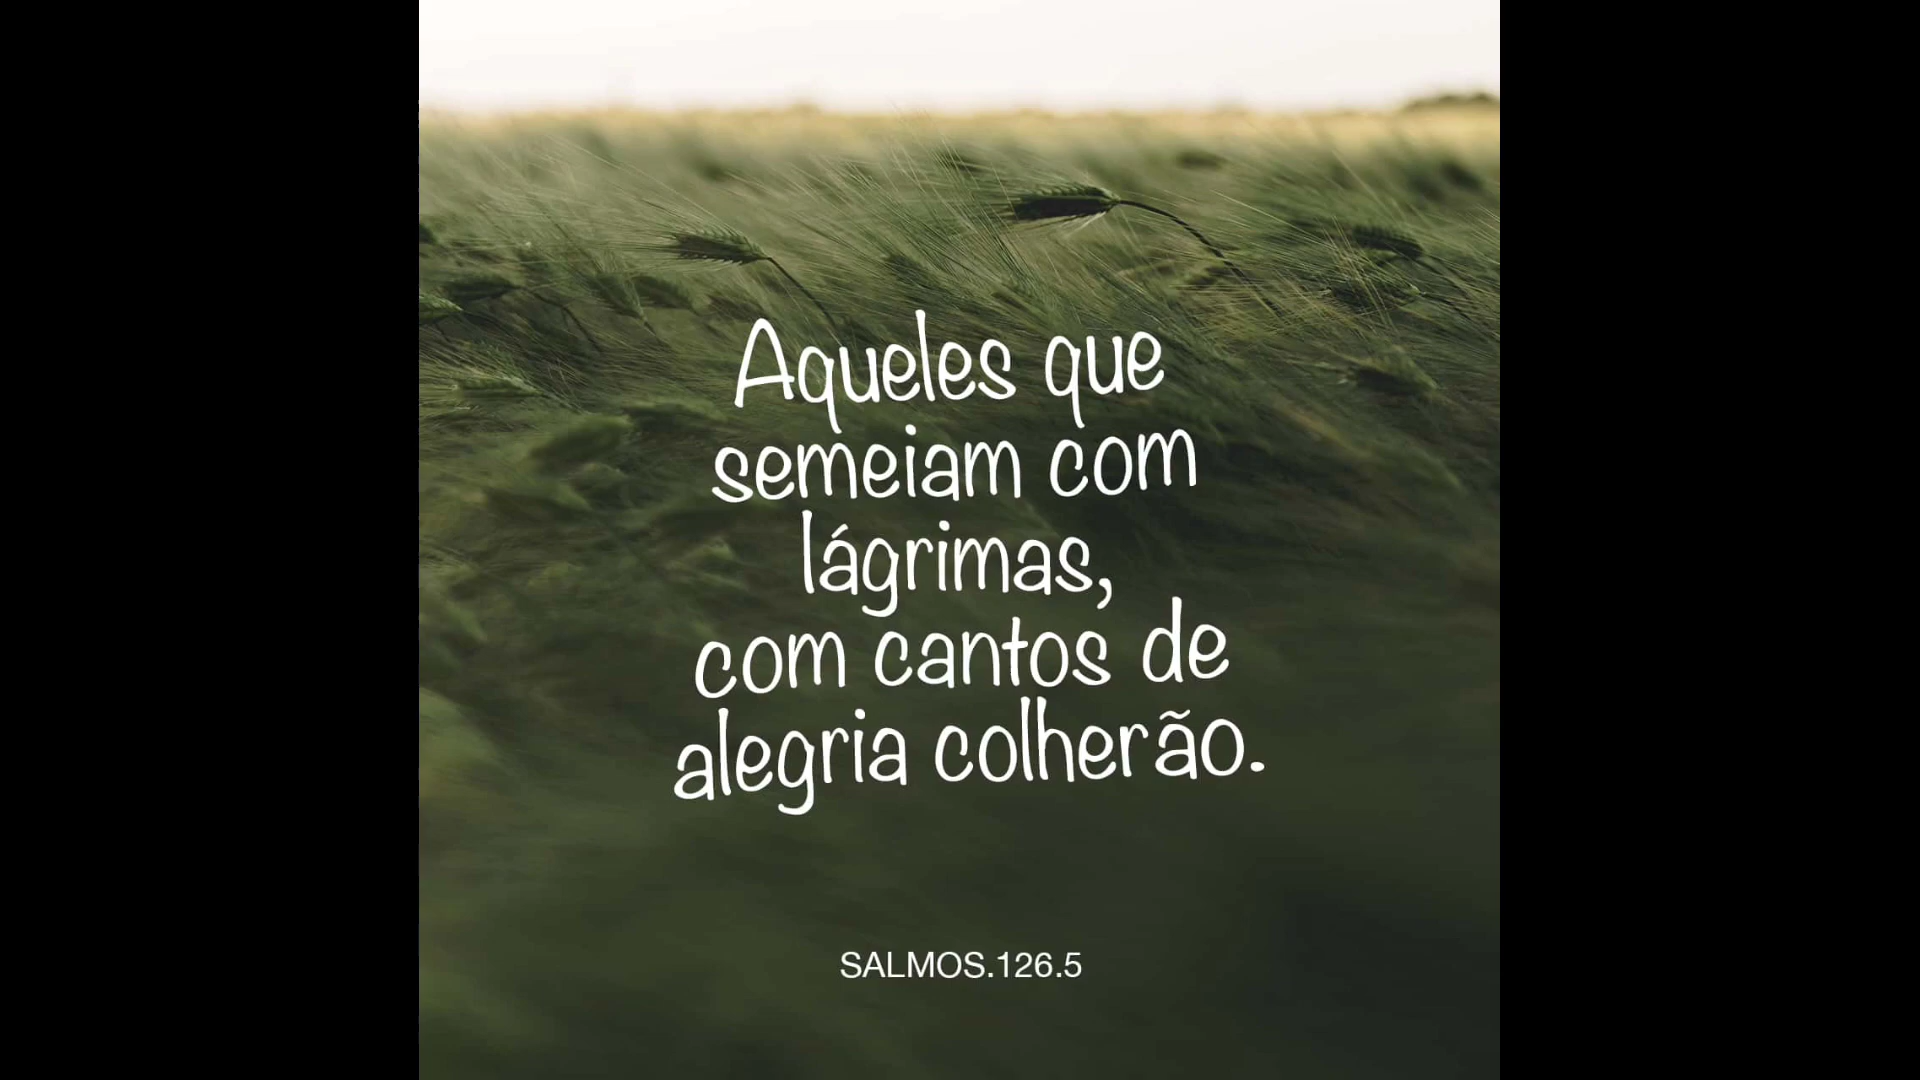 Aqueles que
semeiam com
lágrimas,
com cantos de
alegria colherão.
SALMOS.126.5